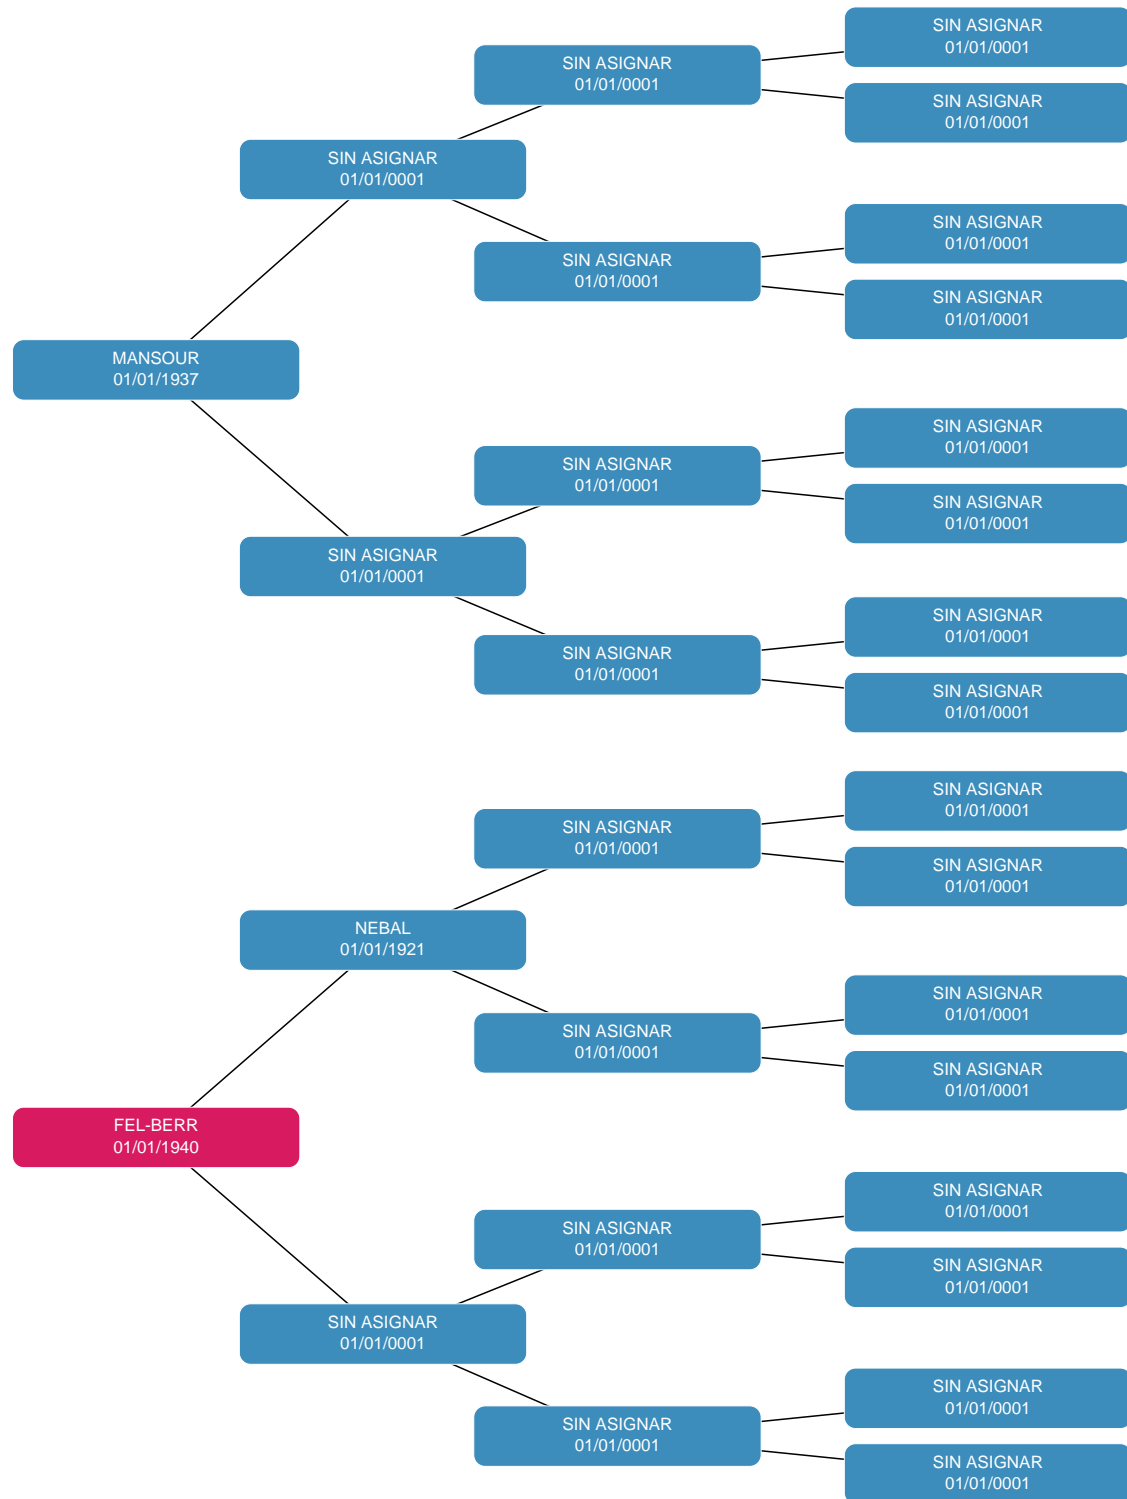 SIN ASIGNAR
01/01/0001
SIN ASIGNAR
01/01/0001
SIN ASIGNAR
01/01/0001
SIN ASIGNAR
01/01/0001
SIN ASIGNAR
01/01/0001
SIN ASIGNAR
01/01/0001
SIN ASIGNAR
01/01/0001
MANSOUR
01/01/1937
SIN ASIGNAR
01/01/0001
SIN ASIGNAR
01/01/0001
SIN ASIGNAR
01/01/0001
SIN ASIGNAR
01/01/0001
SIN ASIGNAR
01/01/0001
SIN ASIGNAR
01/01/0001
SIN ASIGNAR
01/01/0001
SIN ASIGNAR
01/01/0001
SIN ASIGNAR
01/01/0001
SIN ASIGNAR
01/01/0001
NEBAL
01/01/1921
SIN ASIGNAR
01/01/0001
SIN ASIGNAR
01/01/0001
SIN ASIGNAR
01/01/0001
FEL-BERR
01/01/1940
SIN ASIGNAR
01/01/0001
SIN ASIGNAR
01/01/0001
SIN ASIGNAR
01/01/0001
SIN ASIGNAR
01/01/0001
SIN ASIGNAR
01/01/0001
SIN ASIGNAR
01/01/0001
SIN ASIGNAR
01/01/0001